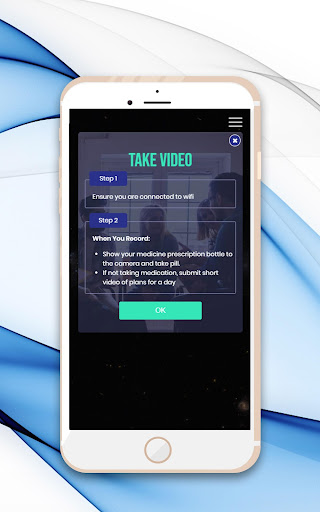 TAKE VIDEO
Step 1
Ensure you are connected to wifi
Step 2
When You Record:
Show your medicine prescription bottle to
the camera and take pill.
If not taking medication, submit short
video of plans for a day
OK